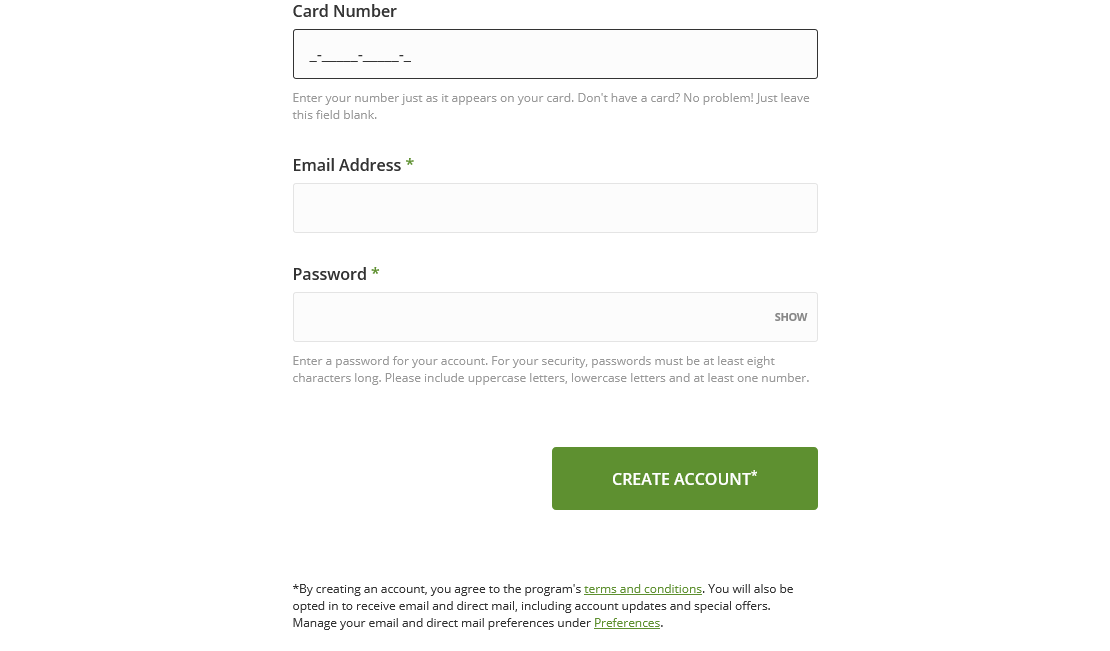 Card Number
_-_____-_____-_
Enter your number just as it appears on your card. Don't have a card? No problem! Just leave
this field blank.
Email Address *
Password *
SHOW
Enter a password for your account. For your security, passwords must be at least eight
characters long. Please include uppercase letters, lowercase letters and at least one number.
CREATE ACCOUNT*
*By creating an account, you agree to the program's terms and conditions. You will also be
opted in to receive email and direct mail, including account updates and special offers.
Manage your email and direct mail preferences under Preferences.